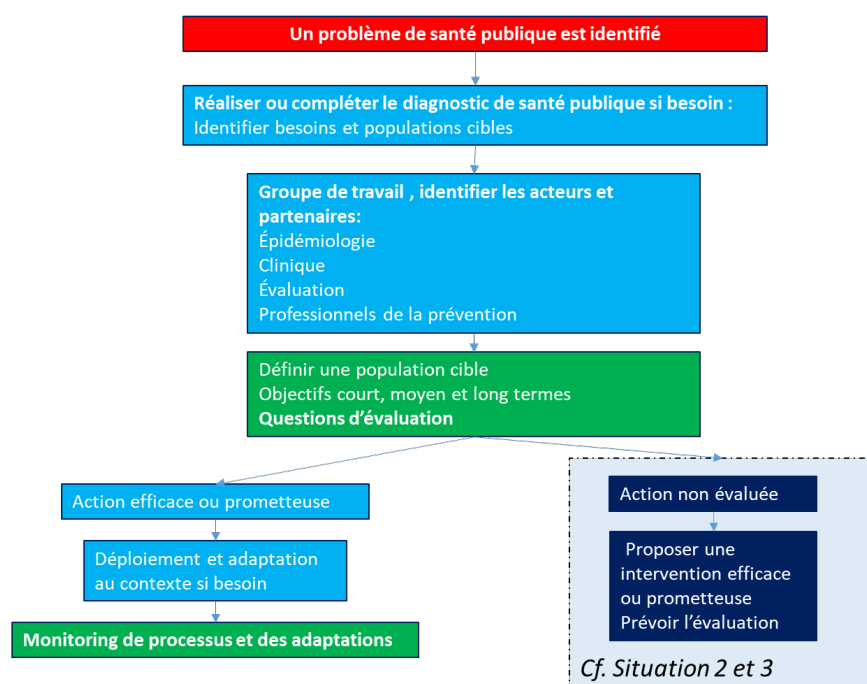 Un problème de santé publique est identifié
Réaliser ou compléter le diagnostic de santé publique si besoin :
Identifier besoins et populations cibles
Groupe de travail , identifier les acteurs et
partenaires:
Épidémiologie
Clinique
Évaluation
Professionnels de la prévention
Définir une population cible
Objectifs court, moyen et long termes
Questions d’évaluation
Action efficace ou prometteuse
Déploiement et adaptation
au contexte si besoin
Monitoring de processus et des adaptations
Action non évaluée
Proposer une
intervention efficace
ou prometteuse
Prévoir l’évaluation
Cf. Situation 2 et 3